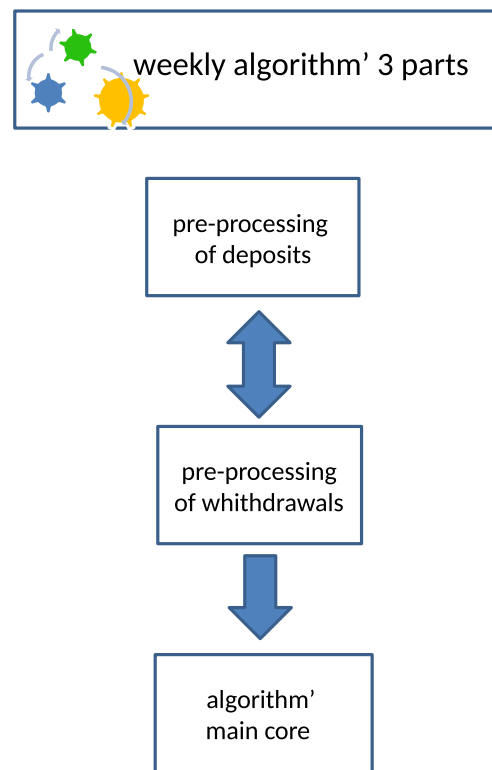 weekly algorithm’ 3 parts
pre-processing
of deposits
pre-processing
of whithdrawals
algorithm’
main core